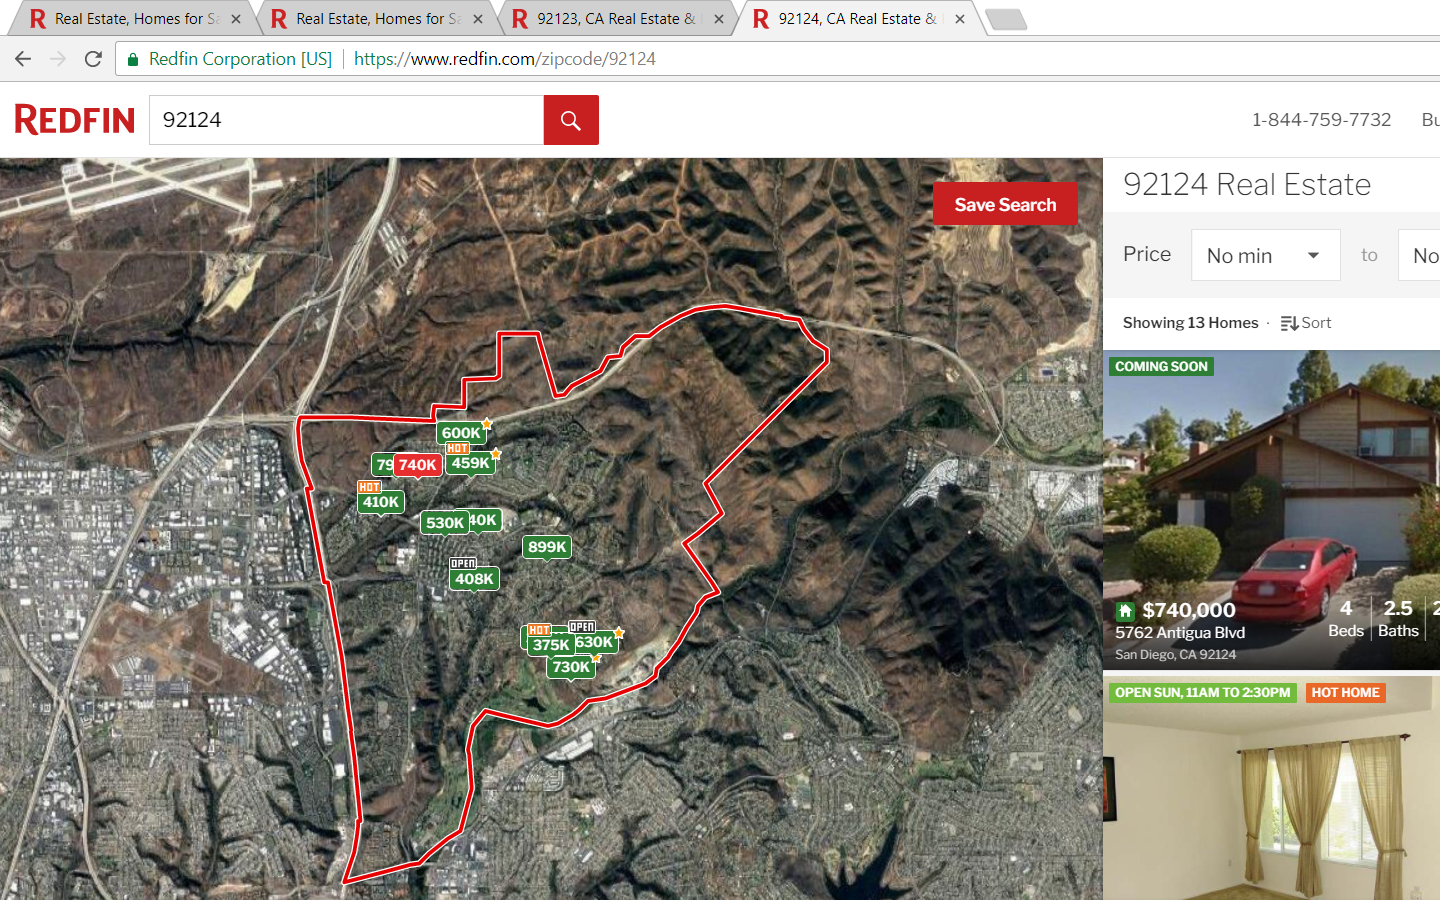 Real Estate, Homes for Sa
Real Estate, Homes for Sa
92123, CA Real Estate &
92124, CA Real Estate &
Redfin Corporation [US]
https://www.redfin.com/zipcode/92124
REDFIN
92124
1-844-759-7732
Bu
Save Search
92124 Real Estate
Price
No min
to
No
Showing 13 Homes · Sort
600K
HOT
79
740K
459K
HOT
410K
530K
40K
899K
OPEN
408K
HOT
OPEN
375K
630K
730K
COMING SOON
$740,000
5762 Antigua Blvd
San Diego, CA 92124
4
Beds
2.5
Baths
2
OPEN SUN, 11AM TO 2:30PM
HOT HOME